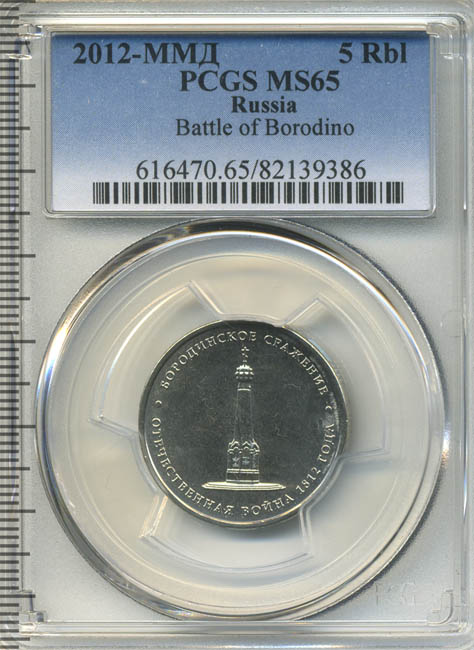 2012-ММД 5 Rbl
PCGS MS65
Russia
Battle of Borodino
616470.65/82139386
БОРОДИНСКОЕ СРАЖЕНИЕ
ОТЕЧЕСТВЕННАЯ ВОЙНА 1812 ГОДА
PCG